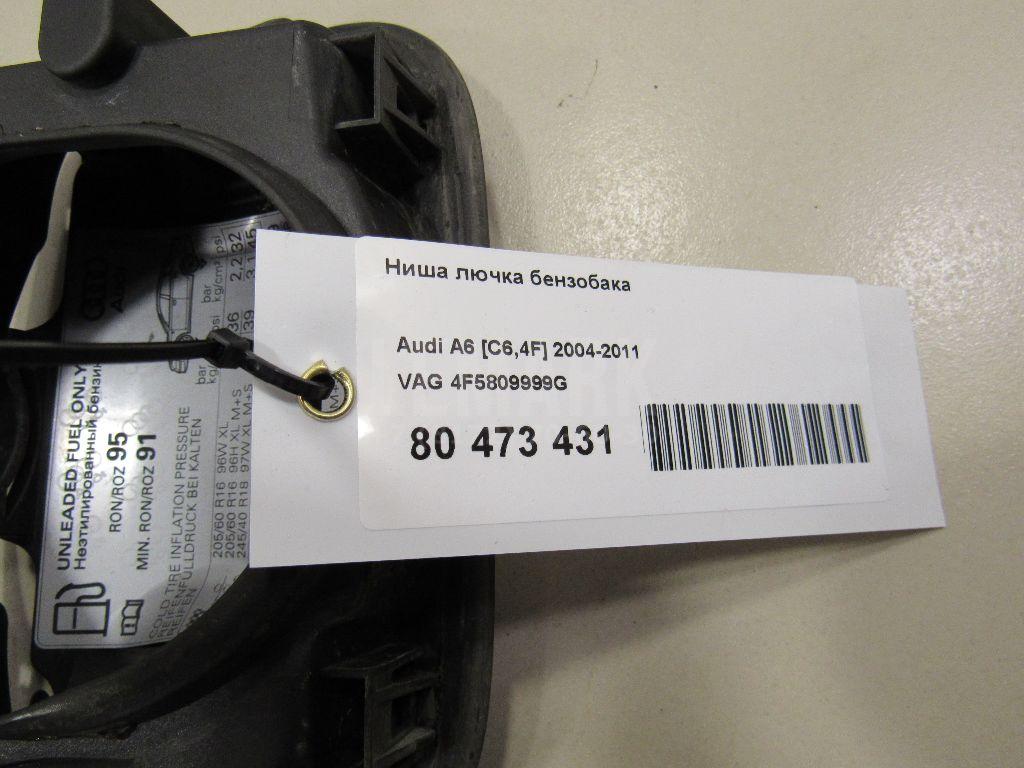 Ниша лючка бензобака
Audi A6 [C6,4F] 2004-2011
VAG 4F5809999G
80 473 431
UNLEADED FUEL ONLY
Неэтилированный бензин
RON/ROZ 95
MIN. RON/ROZ 91
COLD TIRE INFLATION PRESSURE
REIFENFÜLLDRUCK BEI KALTEN
205/60 R16 96W XL
205/60 R16 96H XL M+S
245/40 R18 97W XL M+S
bar
kg/cm²
psi
2,2
32
3,1
45
bar
36
39